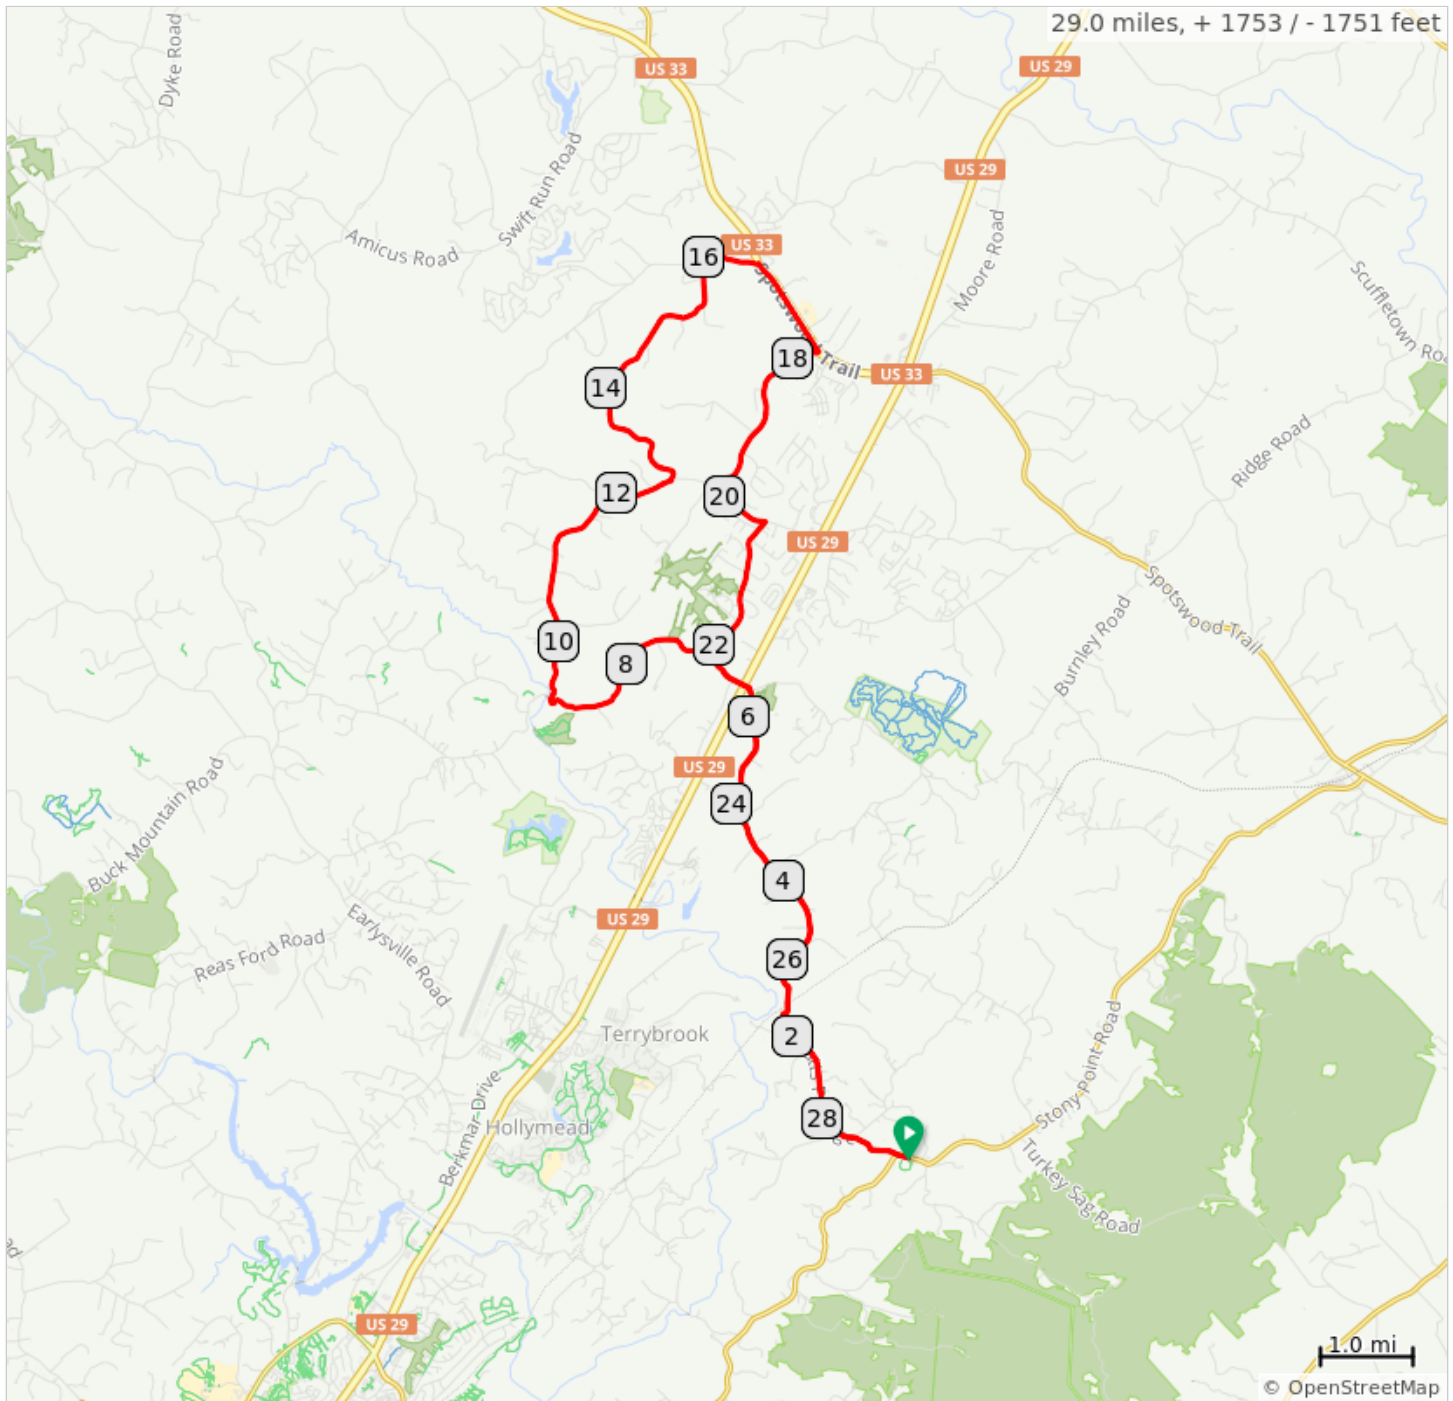 29.0 miles, + 1753 / - 1751 feet
Dyke Road
US 33
US 29
Swift Run Road
US 29
Amicus Road
Moore Road
US 33
16
Spotswood Trail
Scuffletown Roa
18
14
US 33
Ridge Road
12
20
US 29
Spotswood Trail
Burnley Road
10
22
8
6
US 29
24
Buck Mountain Road
4
US 29
Earlysville Road
Reas Ford Road
26
Terrybrook
2
Stony Point Road
Berkmar Drive
28
Hollymead
Turkey Sag Road
ad
US 29
1.0 mi
© OpenStreetMap